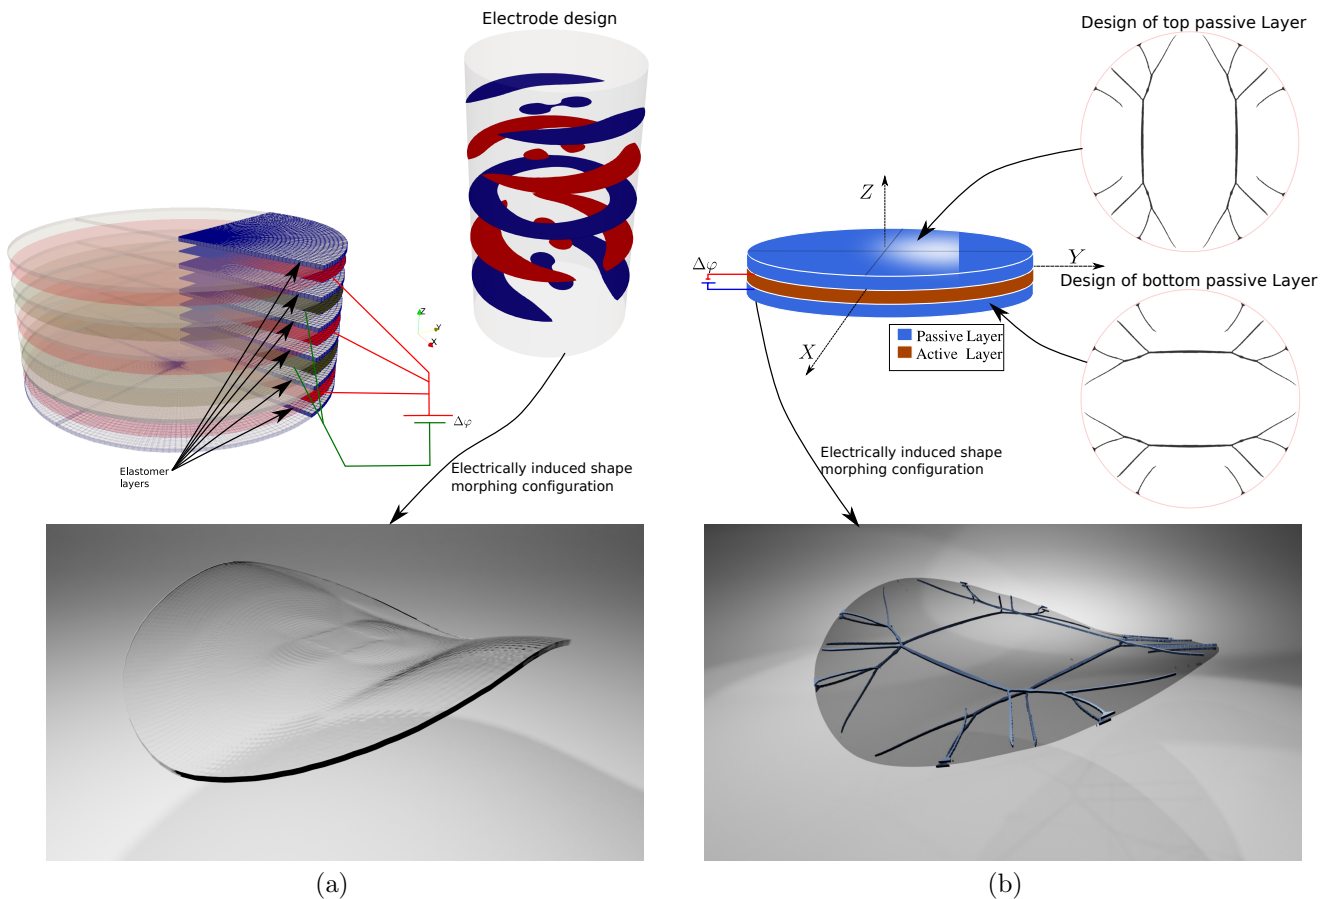 Electrode design
Z
Y
X
Δφ
Elastomer
layers
Electrically induced shape
morphing configuration
(a)
Design of top passive Layer
Z
Δφ
Y
Design of bottom passive Layer
X
Passive Layer
Active Layer
Electrically induced shape
morphing configuration
(b)